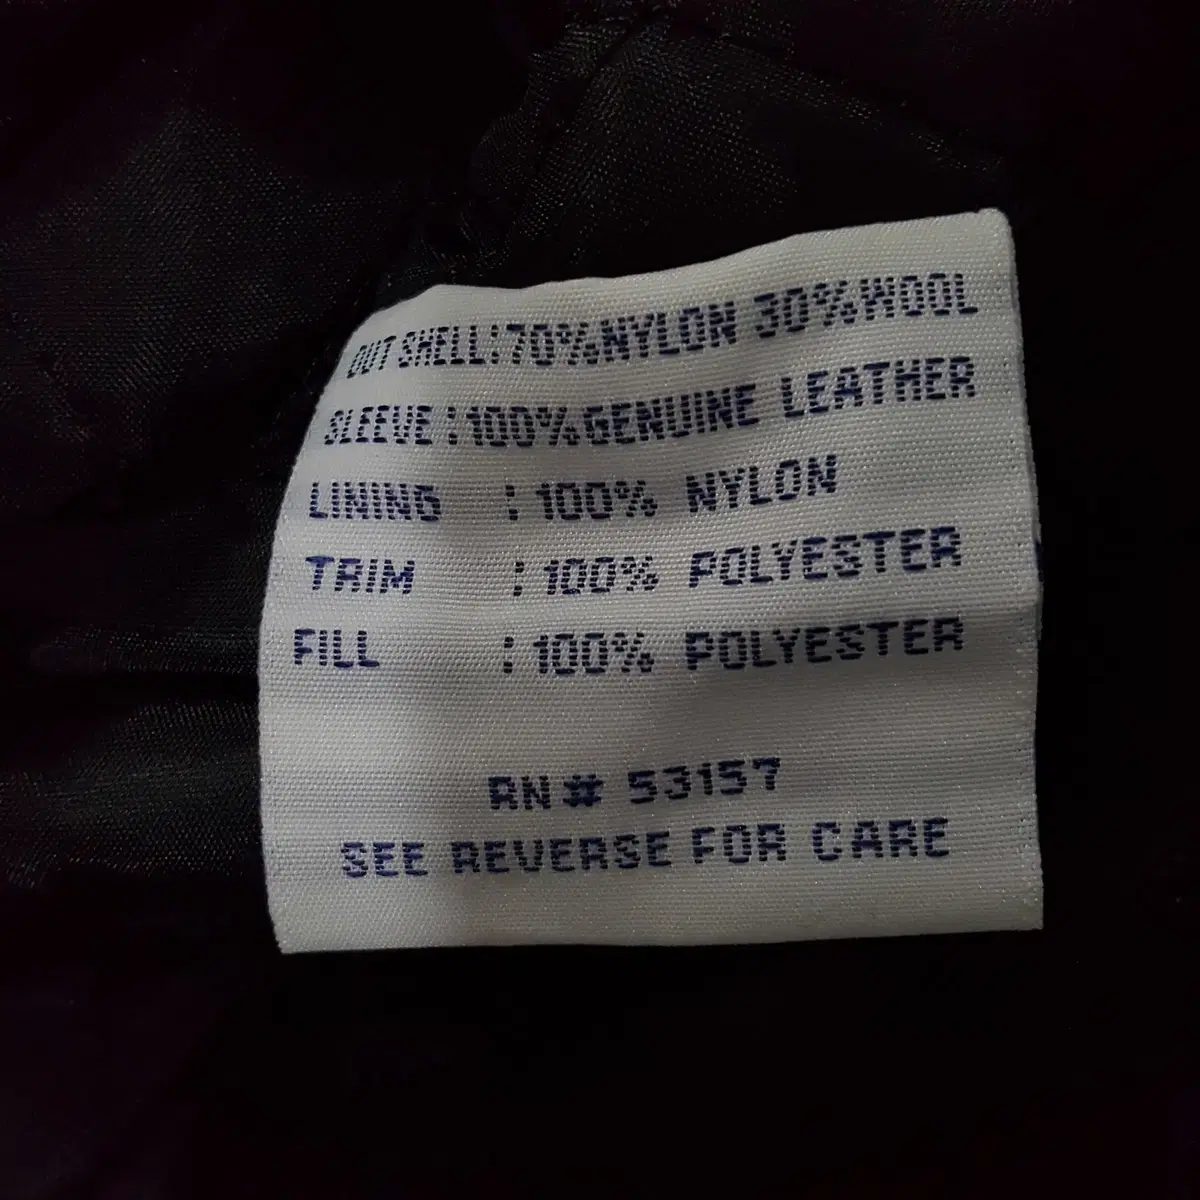 OUT SHELL:70%NYLON 30%WOOL
SLEEVE :100%GENUINE LEATHER
LINING : 100% NYLON
TRIM : 100% POLYESTER
FILL : 100% POLYESTER
RN# 53157
SEE REVERSE FOR CARE